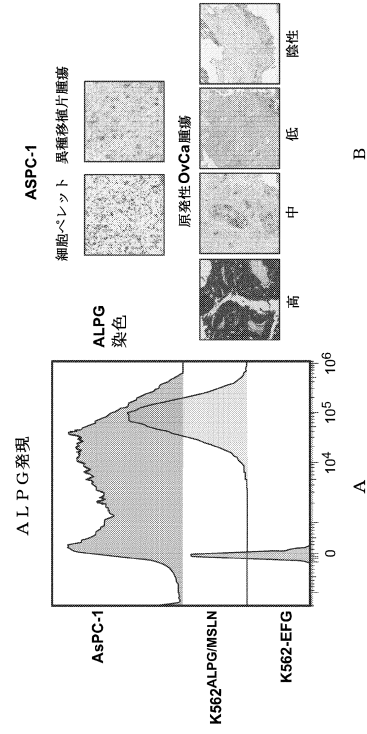 ALPG発現
AsPC-1
K562ALPG/MSLN
K562-EFG
0
10⁴
10⁵
10⁶
A
ASPC-1
細胞ペレット 異種移植片腫瘍
ALPG
染色
原発性OvCa腫瘍
高
中
低
陰性
B